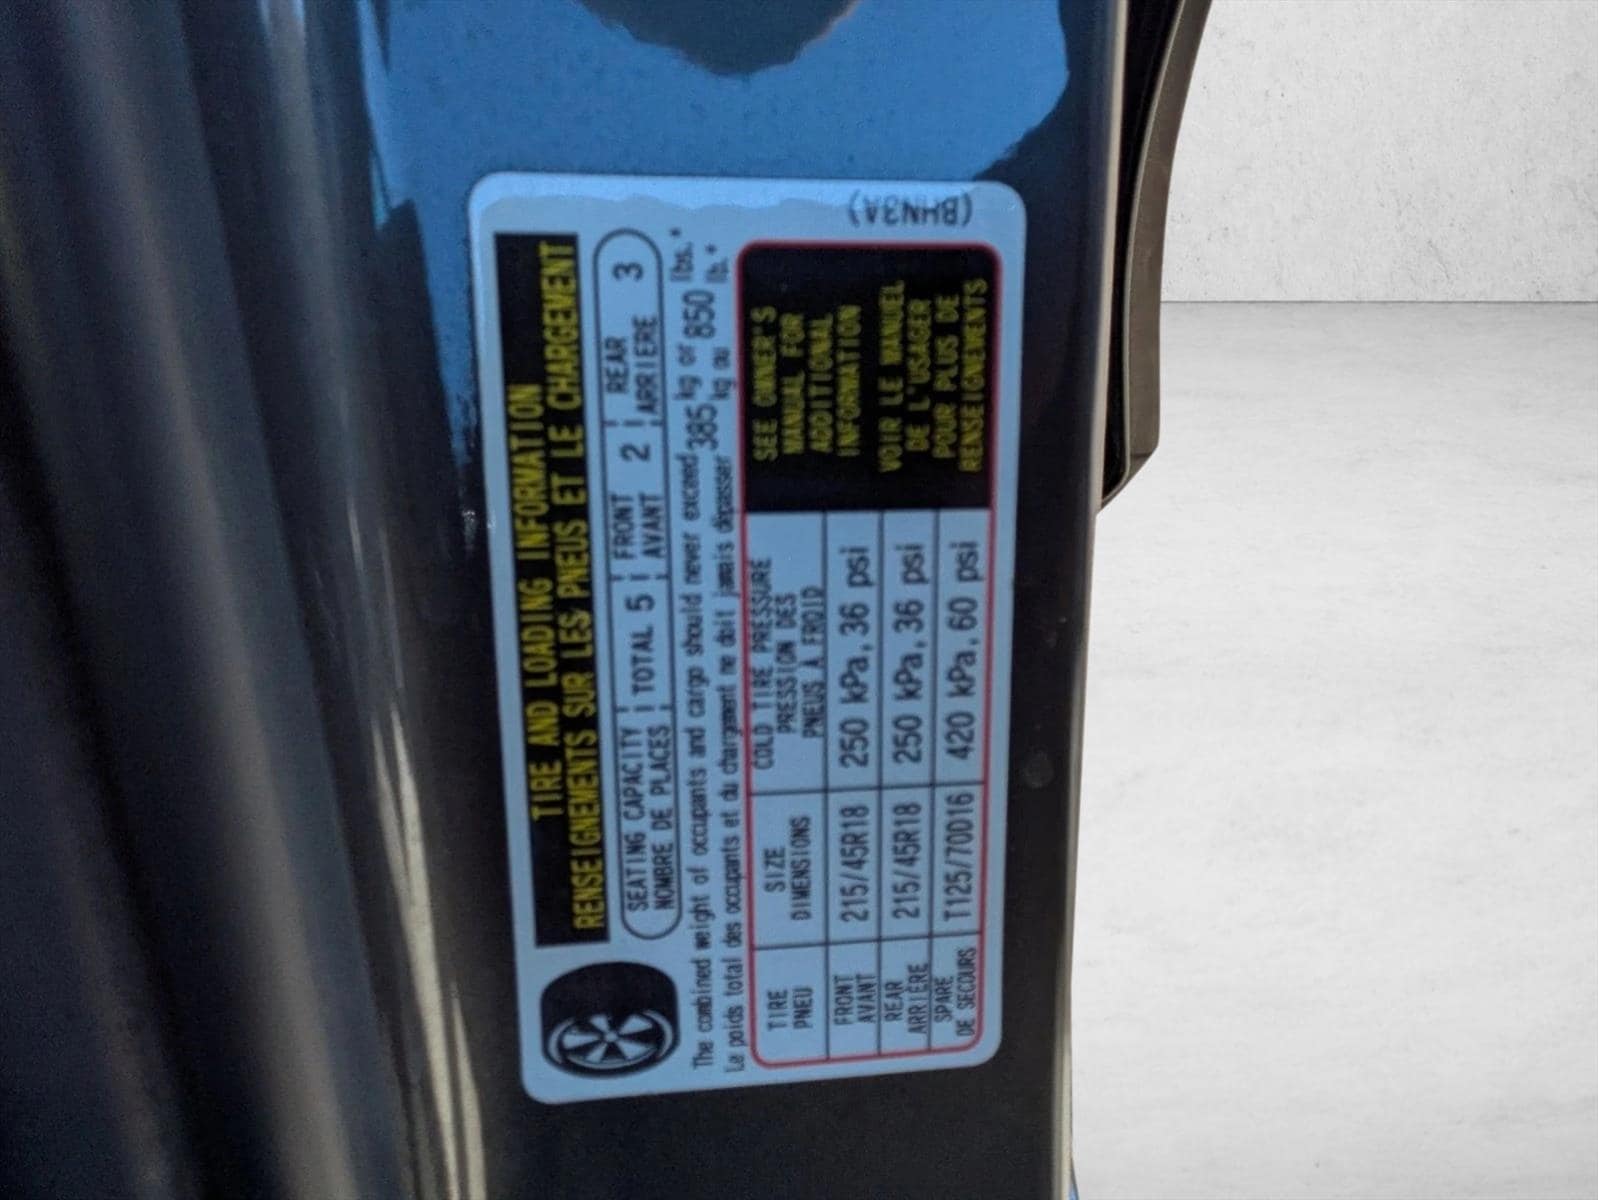 TIRE AND LOADING INFORMATION
RENSEIGNEMENTS SUR LES PNEUS ET LE CHARGEMENT
SEATING CAPACITY TOTAL 5 FRONT 2 REAR 3
NOMBRE DE PLACES AVANT ARRIERE
The combined weight of occupants and cargo should never exceed 385 kg or 850 lbs.*
Le poids total des occupants et du chargement ne doit jamais dépasser kg ou lb.*
TIRE
PNEU
SIZE
DIMENSIONS
COLD TIRE PRESSURE
PRESSION DES
PNEUS À FROID
FRONT
AVANT
215/45R18
250 kPa, 36 psi
REAR
ARRIÈRE
215/45R18
250 kPa, 36 psi
SPARE
DE SECOURS
T125/70D16
420 kPa, 60 psi
SEE OWNER'S
MANUAL FOR
ADDITIONAL
INFORMATION
VOIR LE MANUEL
DE L'USAGER
POUR PLUS DE
RENSEIGNEMENTS
(BHN3A)